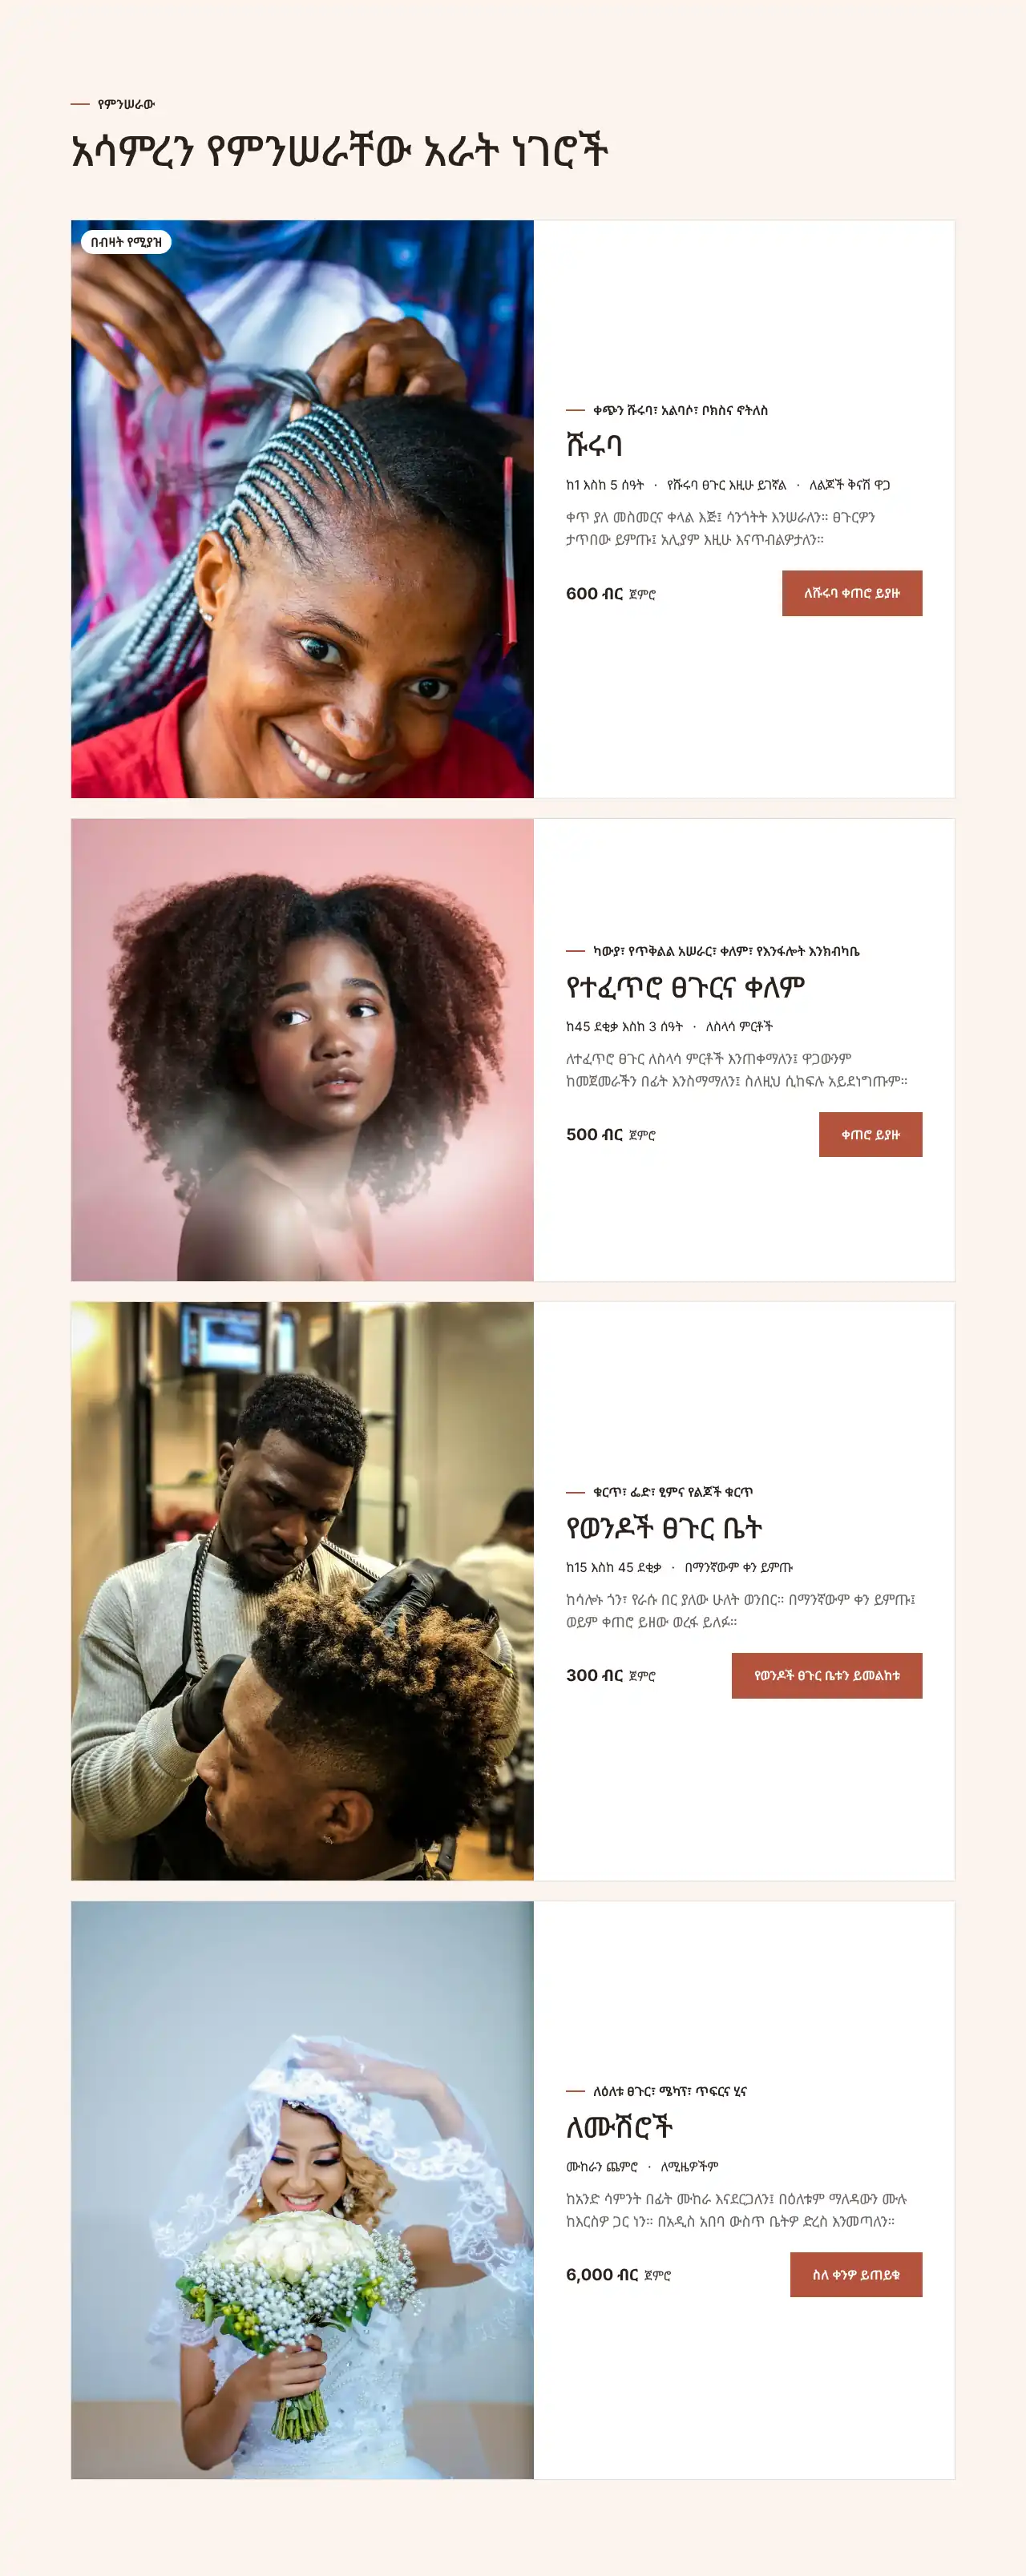 የምንሠራው
አሳምረን የምንሠራቸው አራት ነገሮች
በብዛት የሚያዝ
ቀጭን ሹሩባ፣ አልባሶ፣ ቦክስና ኖትለስ
ሹሩባ
ከ1 እስከ 5 ሰዓት · የሹሩባ ፀጉር እዚሁ ይገኛል · ለልጆች ቅናሽ ዋጋ
ቀጥ ያለ መስመርና ቀላል እጅ፤ ሳንጎትት እንሠራለን። ፀጉርዎን
ታጥበው ይምጡ፤ አሊያም እዚሁ እናጥብልዎታለን።
600 ብር ጀምሮ
ለሹሩባ ቀጠሮ ይያዙ
ካውያ፣ የጥቅልል አሠራር፣ ቀለም፣ የእንፋሎት እንክብካቤ
የተፈጥሮ ፀጉርና ቀለም
ከ45 ደቂቃ እስከ 3 ሰዓት · ለስላሳ ምርቶች
ለተፈጥሮ ፀጉር ለስላሳ ምርቶች እንጠቀማለን፤ ዋጋውንም
ከመጀመራችን በፊት እንስማማለን፤ ስለዚህ ሲከፍሉ አይደነግጡም።
500 ብር ጀምሮ
ቀጠሮ ይያዙ
ቁርጥ፣ ፌድ፣ ፂምና የልጆች ቁርጥ
የወንዶች ፀጉር ቤት
ከ15 እስከ 45 ደቂቃ · በማንኛውም ቀን ይምጡ
ከሳሎኑ ጎን፣ የራሱ በር ያለው ሁለት ወንበር። በማንኛውም ቀን ይምጡ፤
ወይም ቀጠሮ ይዘው ወረፋ ይለፉ።
300 ብር ጀምሮ
የወንዶች ፀጉር ቤቱን ይመልከቱ
ለዕለቱ ፀጉር፣ ሜካፕ፣ ጥፍርና ሂና
ለሙሽሮች
ሙከራን ጨምሮ · ለሚዜዎችም
ከአንድ ሳምንት በፊት ሙከራ እናደርጋለን፤ በዕለቱም ማለዳውን ሙሉ
ከእርስዎ ጋር ነን። በአዲስ አበባ ውስጥ ቤትዎ ድረስ እንመጣለን።
6,000 ብር ጀምሮ
ስለ ቀንዎ ይጠይቁ